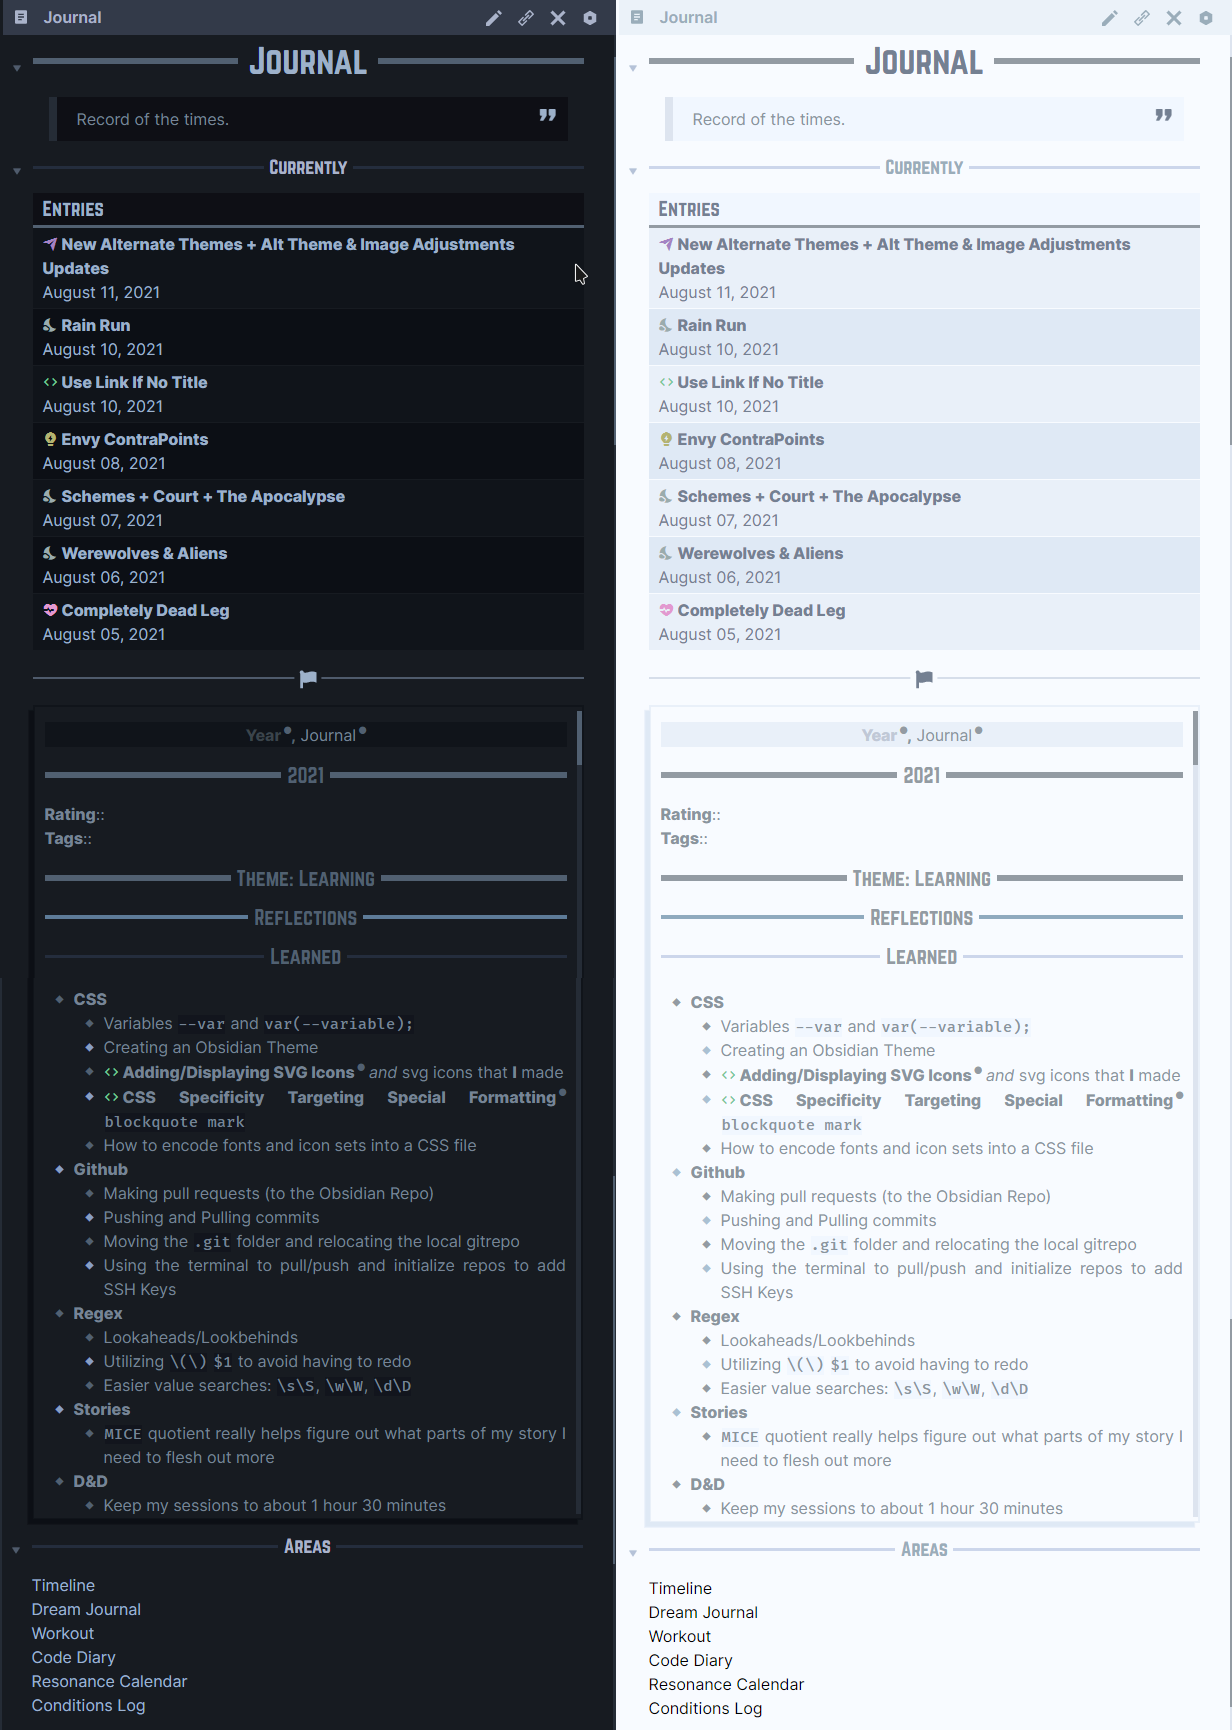 Journal
Journal
Record of the times.
Currently
Entries
New Alternate Themes + Alt Theme & Image Adjustments
Updates
August 11, 2021
Rain Run
August 10, 2021
Use Link If No Title
August 10, 2021
Envy ContraPoints
August 08, 2021
Schemes + Court + The Apocalypse
August 07, 2021
Werewolves & Aliens
August 06, 2021
Completely Dead Leg
August 05, 2021
Year, Journal
2021
Rating::
Tags::
Theme: Learning
Reflections
Learned
CSS
Variables --var and var(--variable);
Creating an Obsidian Theme
<> Adding/Displaying SVG Icons and svg icons that I made
<> CSS Specificity Targeting Special Formatting
blockquote mark
How to encode fonts and icon sets into a CSS file
Github
Making pull requests (to the Obsidian Repo)
Pushing and Pulling commits
Moving the .git folder and relocating the local gitrepo
Using the terminal to pull/push and initialize repos to add
SSH Keys
Regex
Lookaheads/Lookbehinds
Utilizing \(\) $1 to avoid having to redo
Easier value searches: \s\S, \w\W, \d\D
Stories
MICE quotient really helps figure out what parts of my story I
need to flesh out more
D&D
Keep my sessions to about 1 hour 30 minutes
Areas
Timeline
Dream Journal
Workout
Code Diary
Resonance Calendar
Conditions Log
Journal
Journal
Record of the times.
Currently
Entries
New Alternate Themes + Alt Theme & Image Adjustments
Updates
August 11, 2021
Rain Run
August 10, 2021
Use Link If No Title
August 10, 2021
Envy ContraPoints
August 08, 2021
Schemes + Court + The Apocalypse
August 07, 2021
Werewolves & Aliens
August 06, 2021
Completely Dead Leg
August 05, 2021
Year, Journal
2021
Rating::
Tags::
Theme: Learning
Reflections
Learned
CSS
Variables --var and var(--variable);
Creating an Obsidian Theme
<> Adding/Displaying SVG Icons and svg icons that I made
<> CSS Specificity Targeting Special Formatting
blockquote mark
How to encode fonts and icon sets into a CSS file
Github
Making pull requests (to the Obsidian Repo)
Pushing and Pulling commits
Moving the .git folder and relocating the local gitrepo
Using the terminal to pull/push and initialize repos to add
SSH Keys
Regex
Lookaheads/Lookbehinds
Utilizing \(\) $1 to avoid having to redo
Easier value searches: \s\S, \w\W, \d\D
Stories
MICE quotient really helps figure out what parts of my story I
need to flesh out more
D&D
Keep my sessions to about 1 hour 30 minutes
Areas
Timeline
Dream Journal
Workout
Code Diary
Resonance Calendar
Conditions Log